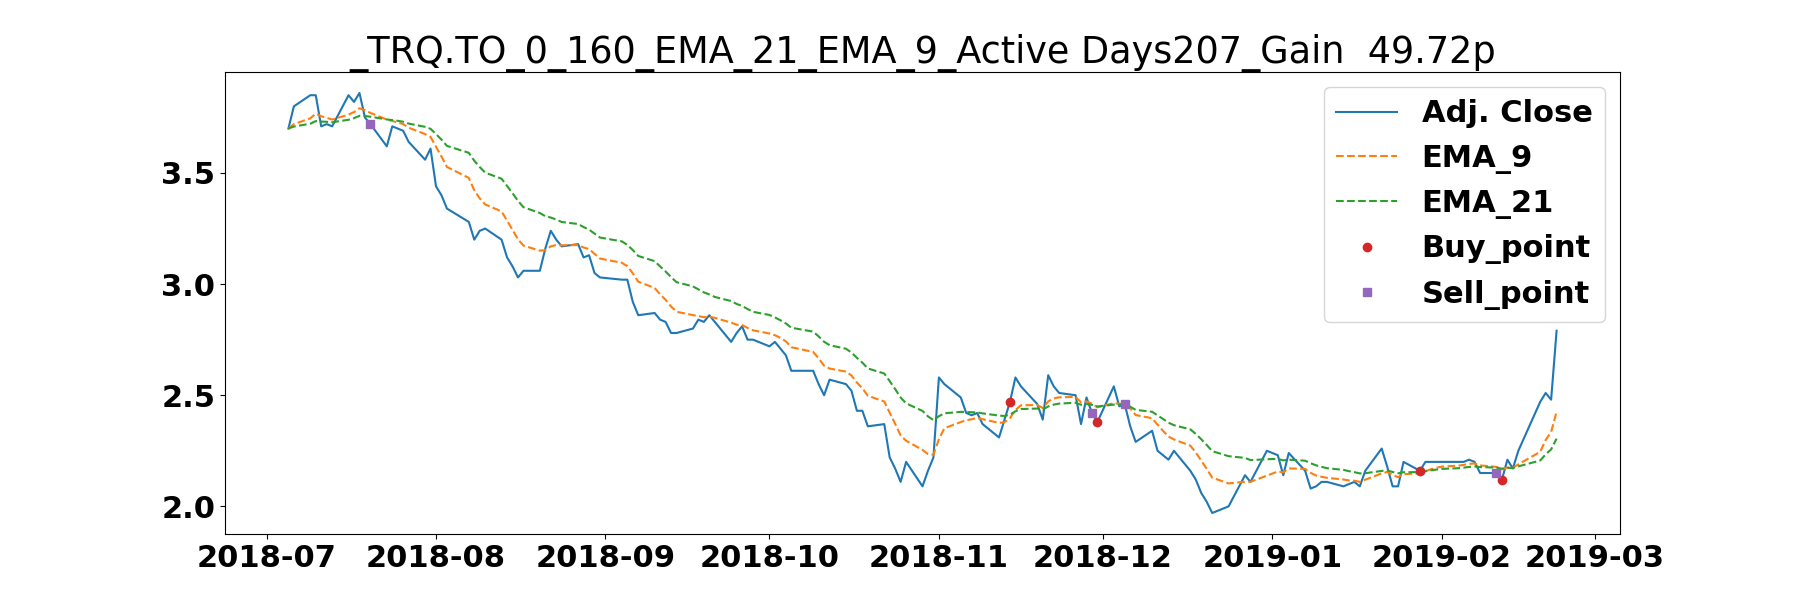 _TRQ.TO_0_160_EMA_21_EMA_9_Active Days207_Gain  49.72p
Adj. Close
EMA_9
EMA_21
Buy_point
Sell_point
3.5
3.0
2.5
2.0
2018-07 2018-08 2018-09 2018-10 2018-11 2018-12 2019-01 2019-02 2019-03